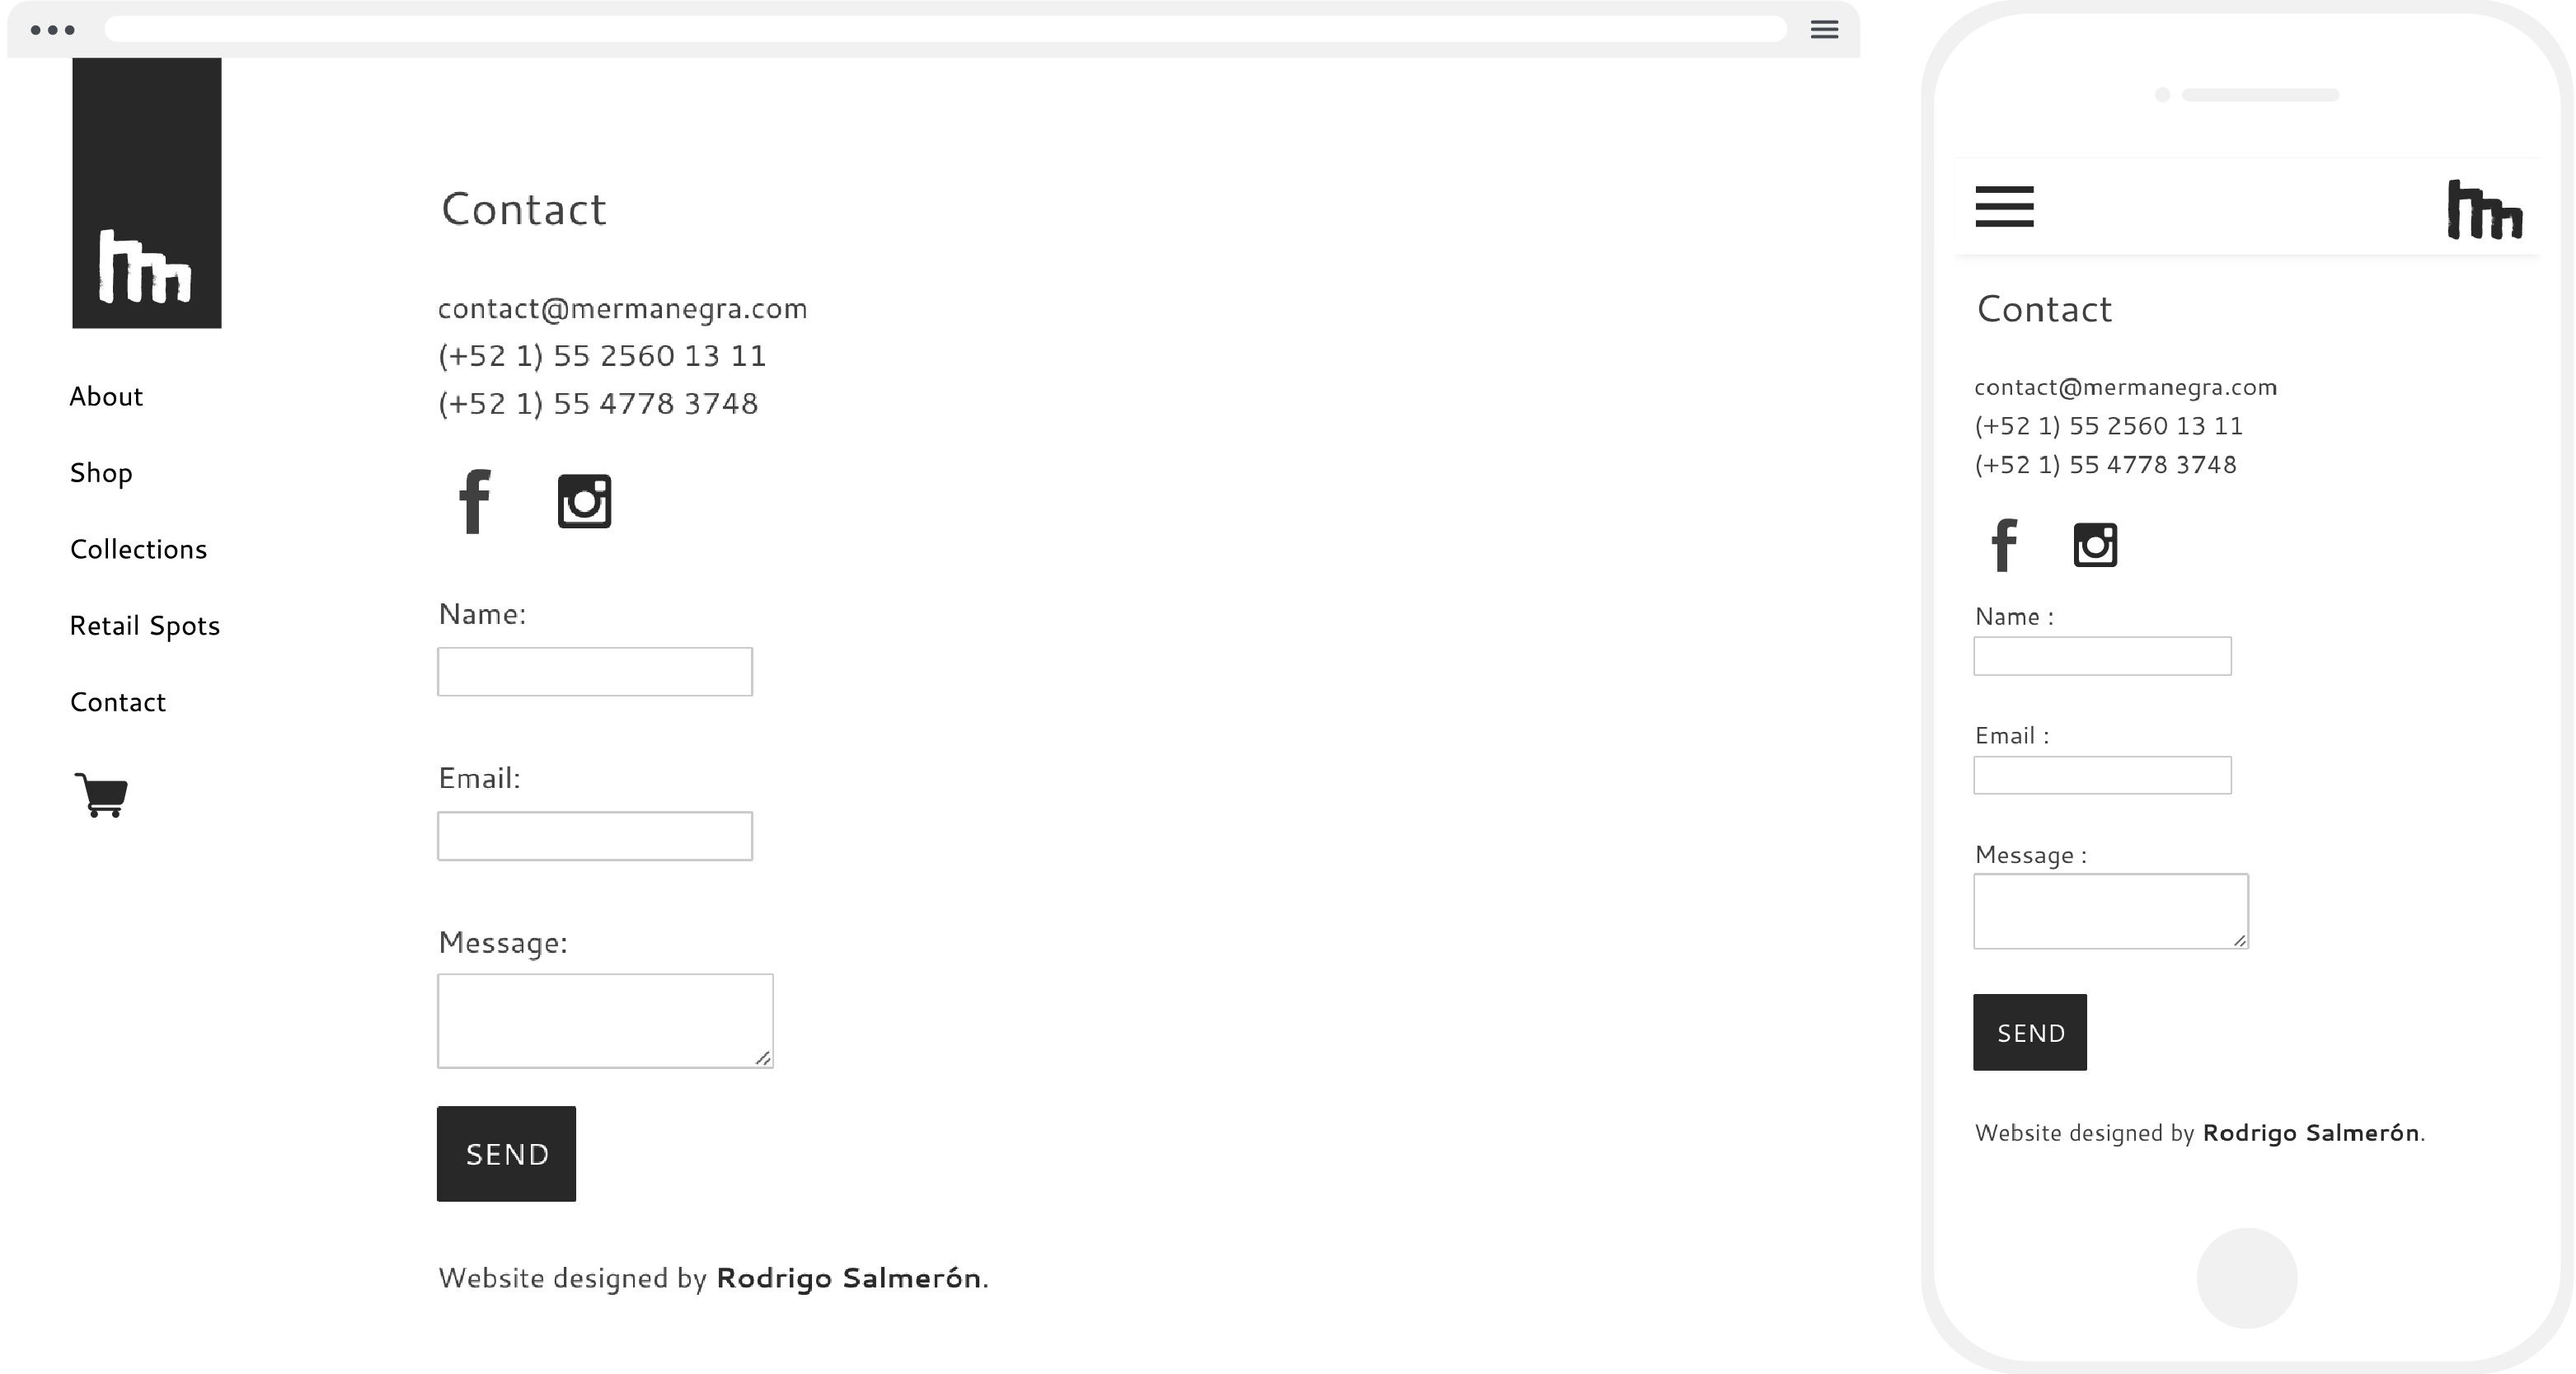 About
Shop
Collections
Retail Spots
Contact
Contact
contact@mermanegra.com
(+52 1) 55 2560 13 11
(+52 1) 55 4778 3748
Name:
Email:
Message:
SEND
Website designed by Rodrigo Salmerón.
Contact
contact@mermanegra.com
(+52 1) 55 2560 13 11
(+52 1) 55 4778 3748
Name :
Email :
Message :
SEND
Website designed by Rodrigo Salmerón.